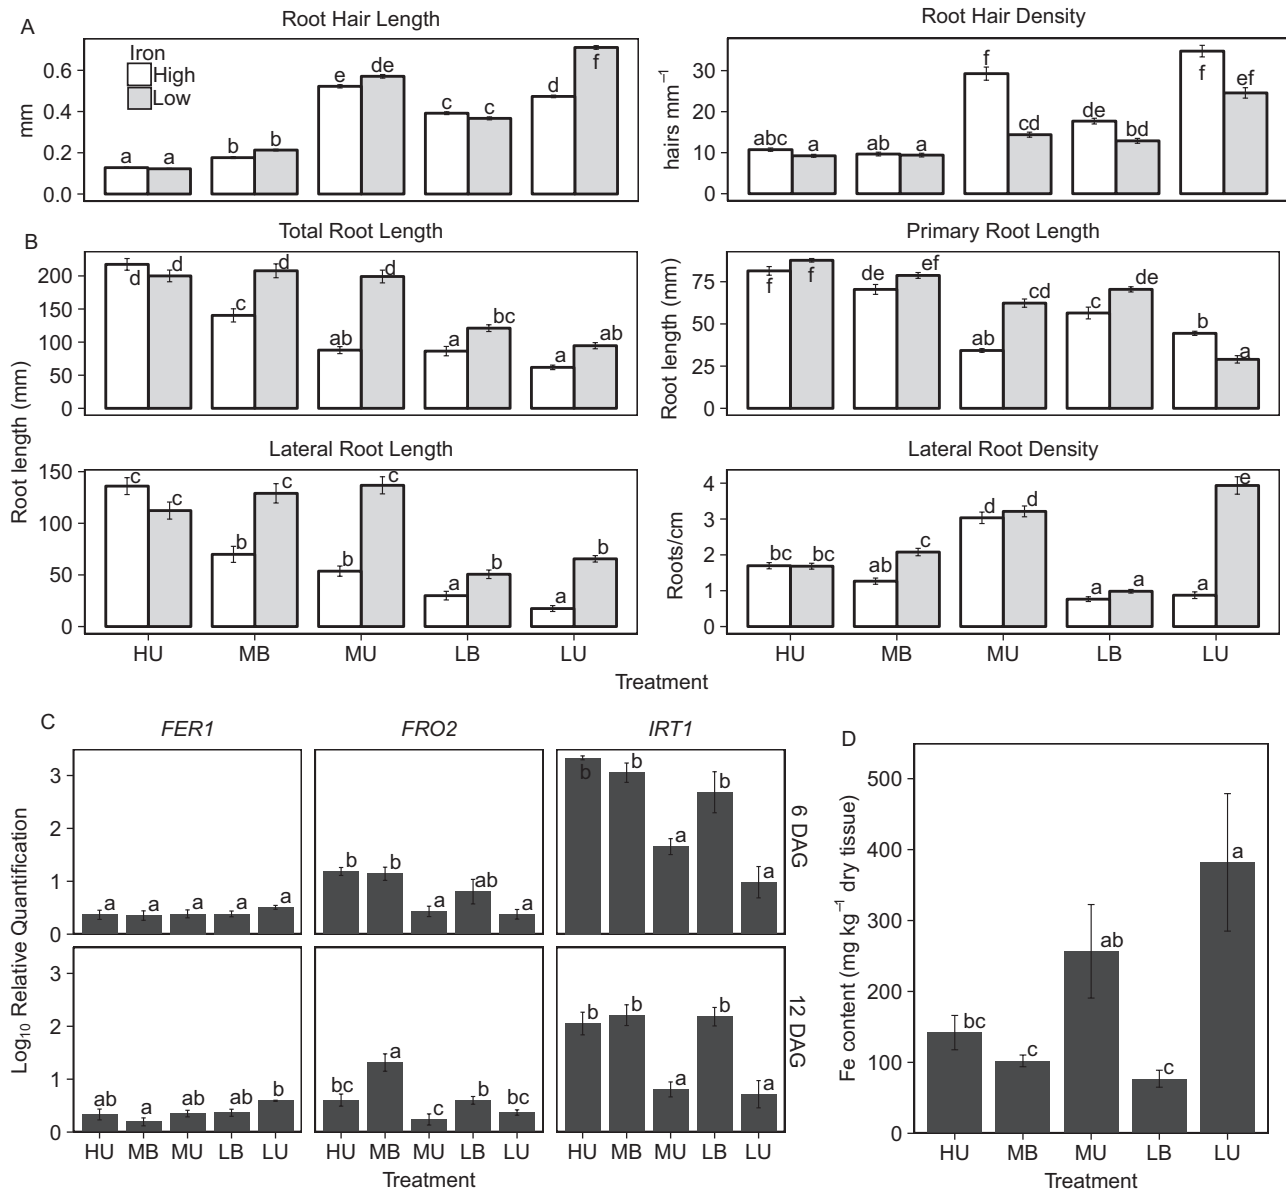 A
Root Hair Length
Root Hair Density
Iron
High
Low
mm
0.6
0.4
0.2
0.0
a a b b e de c c d f
hairs mm⁻¹
30
20
10
0
abc a ab a f cd de bd f ef
B
Total Root Length
Primary Root Length
Root length (mm)
200
150
100
50
0
d d c d ab d a bc a ab
Root length (mm)
75
50
25
0
f f de ef ab cd c de b a
Lateral Root Length
Lateral Root Density
150
100
50
0
c c b c b c a b a b
Roots/cm
4
3
2
1
0
bc bc ab c d d a a a e
HU MB MU LB LU
HU MB MU LB LU
Treatment
C
FER1
FRO2
IRT1
Log₁₀ Relative Quantification
3
2
1
0
a a a a a
b b a ab a
b b a b a
6 DAG
3
2
1
0
ab a ab ab b
bc a c b bc
b b a b a
12 DAG
HU MB MU LB LU
HU MB MU LB LU
HU MB MU LB LU
Treatment
D
Fe content (mg kg⁻¹ dry tissue)
500
400
300
200
100
0
bc c ab c a
HU MB MU LB LU
Treatment